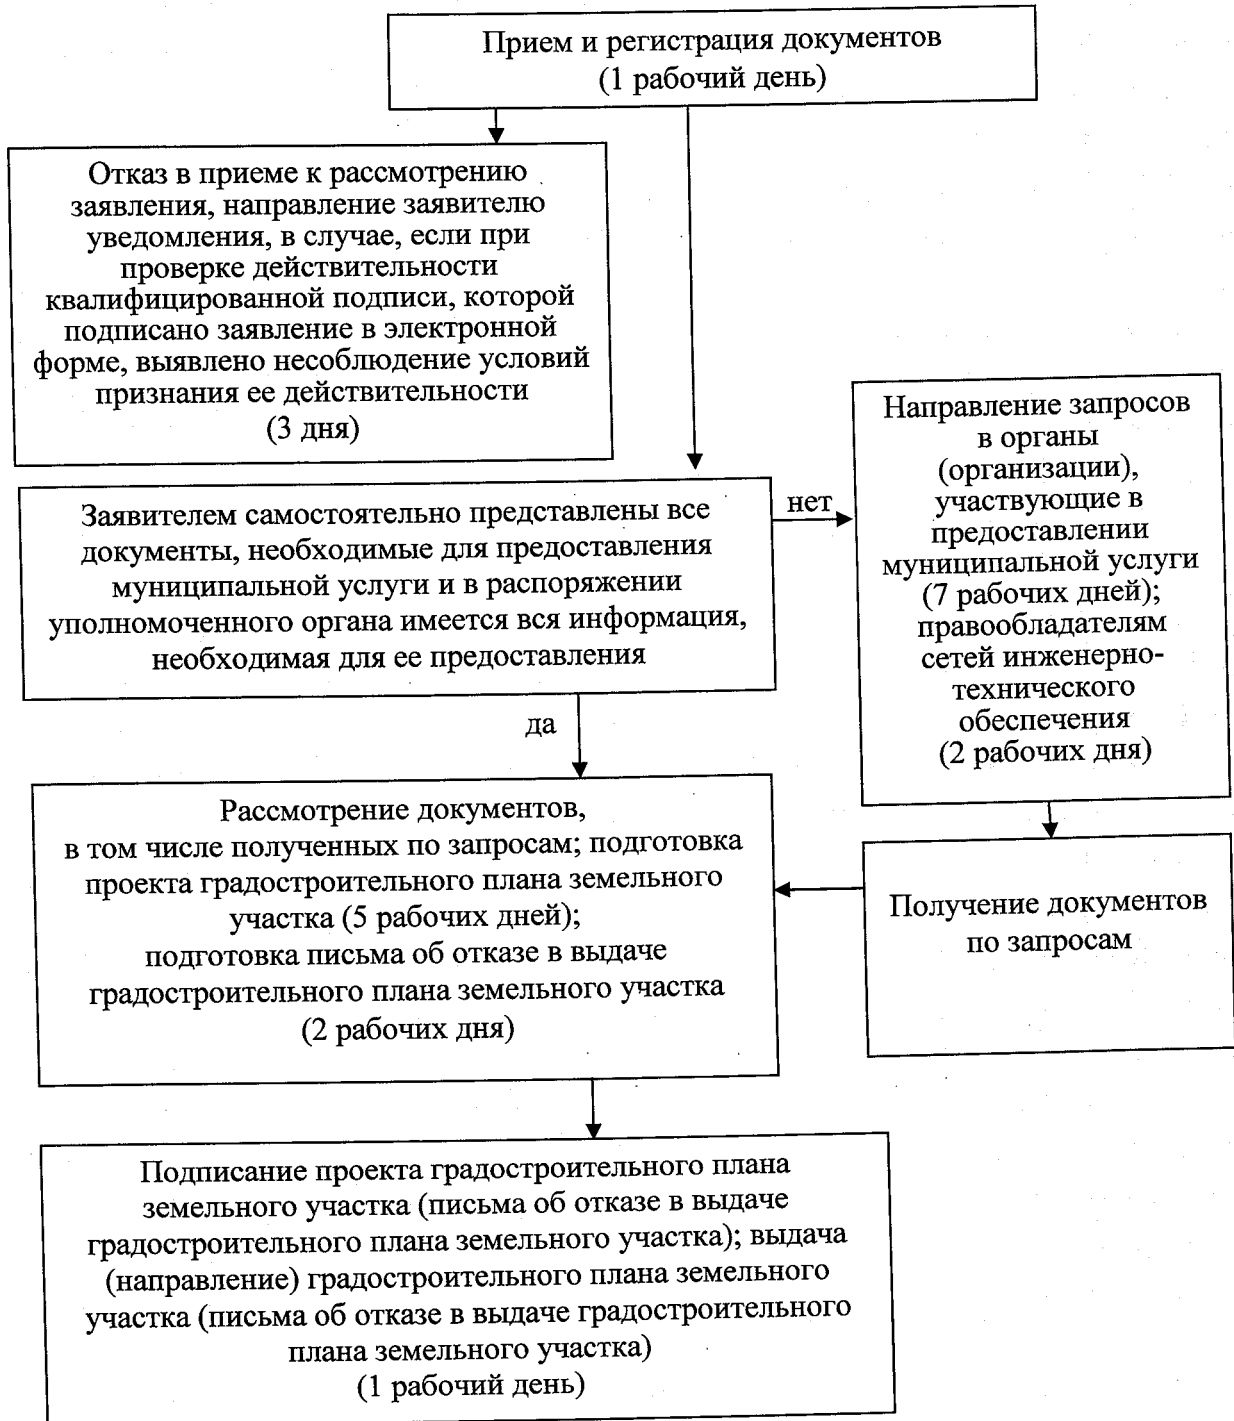 Прием и регистрация документов
(1 рабочий день)
Отказ в приеме к рассмотрению
заявления, направление заявителю
уведомления, в случае, если при
проверке действительности
квалифицированной подписи, которой
подписано заявление в электронной
форме, выявлено несоблюдение условий
признания ее действительности
(3 дня)
Заявителем самостоятельно представлены все
документы, необходимые для предоставления
муниципальной услуги и в распоряжении
уполномоченного органа имеется вся информация,
необходимая для ее предоставления
нет
Направление запросов
в органы
(организации),
участвующие в
предоставлении
муниципальной услуги
(7 рабочих дней);
правообладателям
сетей инженерно-
технического
обеспечения
(2 рабочих дня)
да
Рассмотрение документов,
в том числе полученных по запросам; подготовка
проекта градостроительного плана земельного
участка (5 рабочих дней);
подготовка письма об отказе в выдаче
градостроительного плана земельного участка
(2 рабочих дня)
Получение документов
по запросам
Подписание проекта градостроительного плана
земельного участка (письма об отказе в выдаче
градостроительного плана земельного участка); выдача
(направление) градостроительного плана земельного
участка (письма об отказе в выдаче градостроительного
плана земельного участка)
(1 рабочий день)